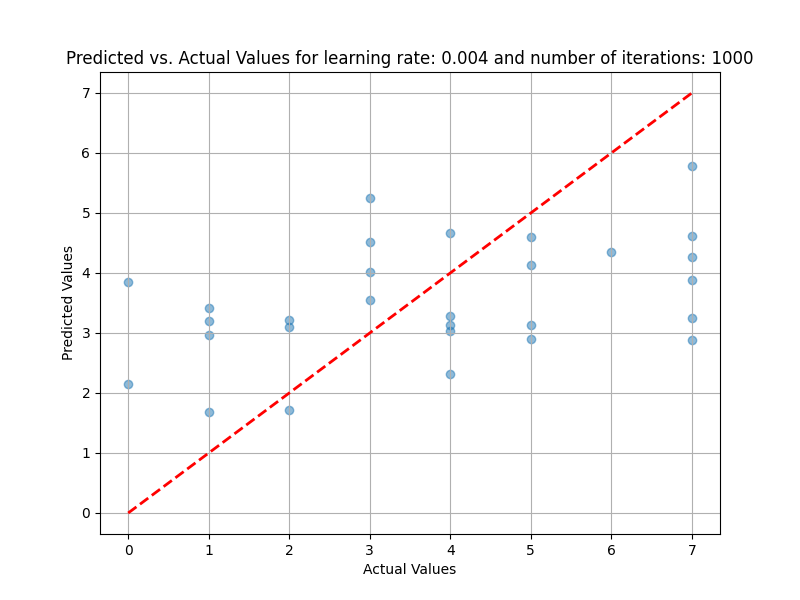 Predicted vs. Actual Values for learning rate: 0.004 and number of iterations: 1000
7
6
5
4
3
2
1
0
Predicted Values
0 1 2 3 4 5 6 7
Actual Values